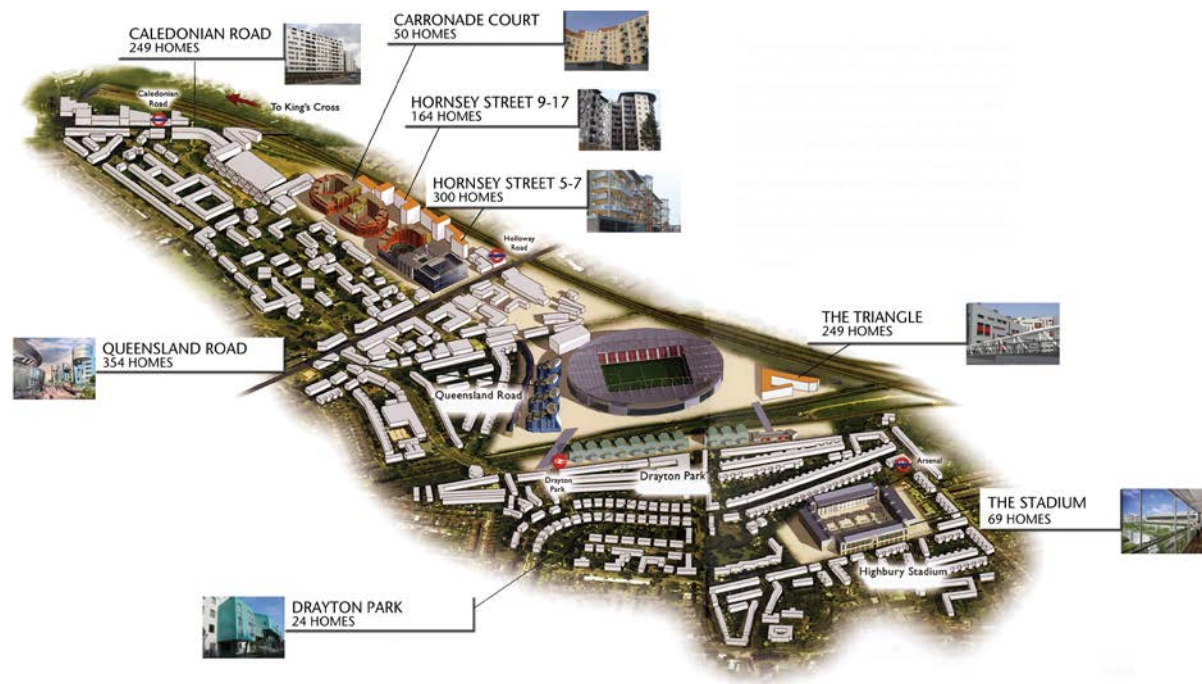 CALEDONIAN ROAD
249 HOMES
CARRONADE COURT
50 HOMES
Caledonian
Road
To King's Cross
HORNSEY STREET 9-17
164 HOMES
HORNSEY STREET 5-7
300 HOMES
Holloway
Road
THE TRIANGLE
249 HOMES
QUEENSLAND ROAD
354 HOMES
Queensland Road
Drayton
Park
Drayton Park
Arsenal
THE STADIUM
69 HOMES
Highbury Stadium
DRAYTON PARK
24 HOMES